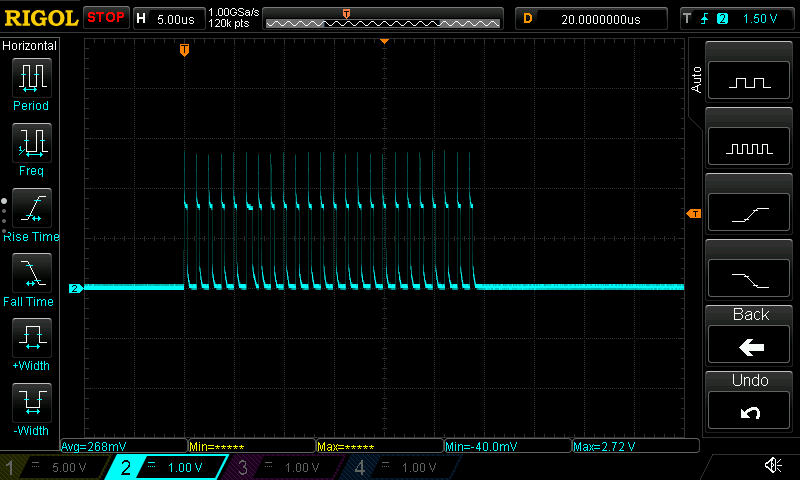 RIGOL STOP H 5.00us 1.00GSa/s 120k pts T D 20.0000000us T 2 1.50 V
Horizontal
Period
Freq
Rise Time
Fall Time
+Width
-Width
T
2
T
Auto
Back
Undo
Avg=268mV Min=***** Max=***** Min=-40.0mV Max=2.72 V
1 5.00 V 2 1.00 V 3 1.00 V 4 1.00 V